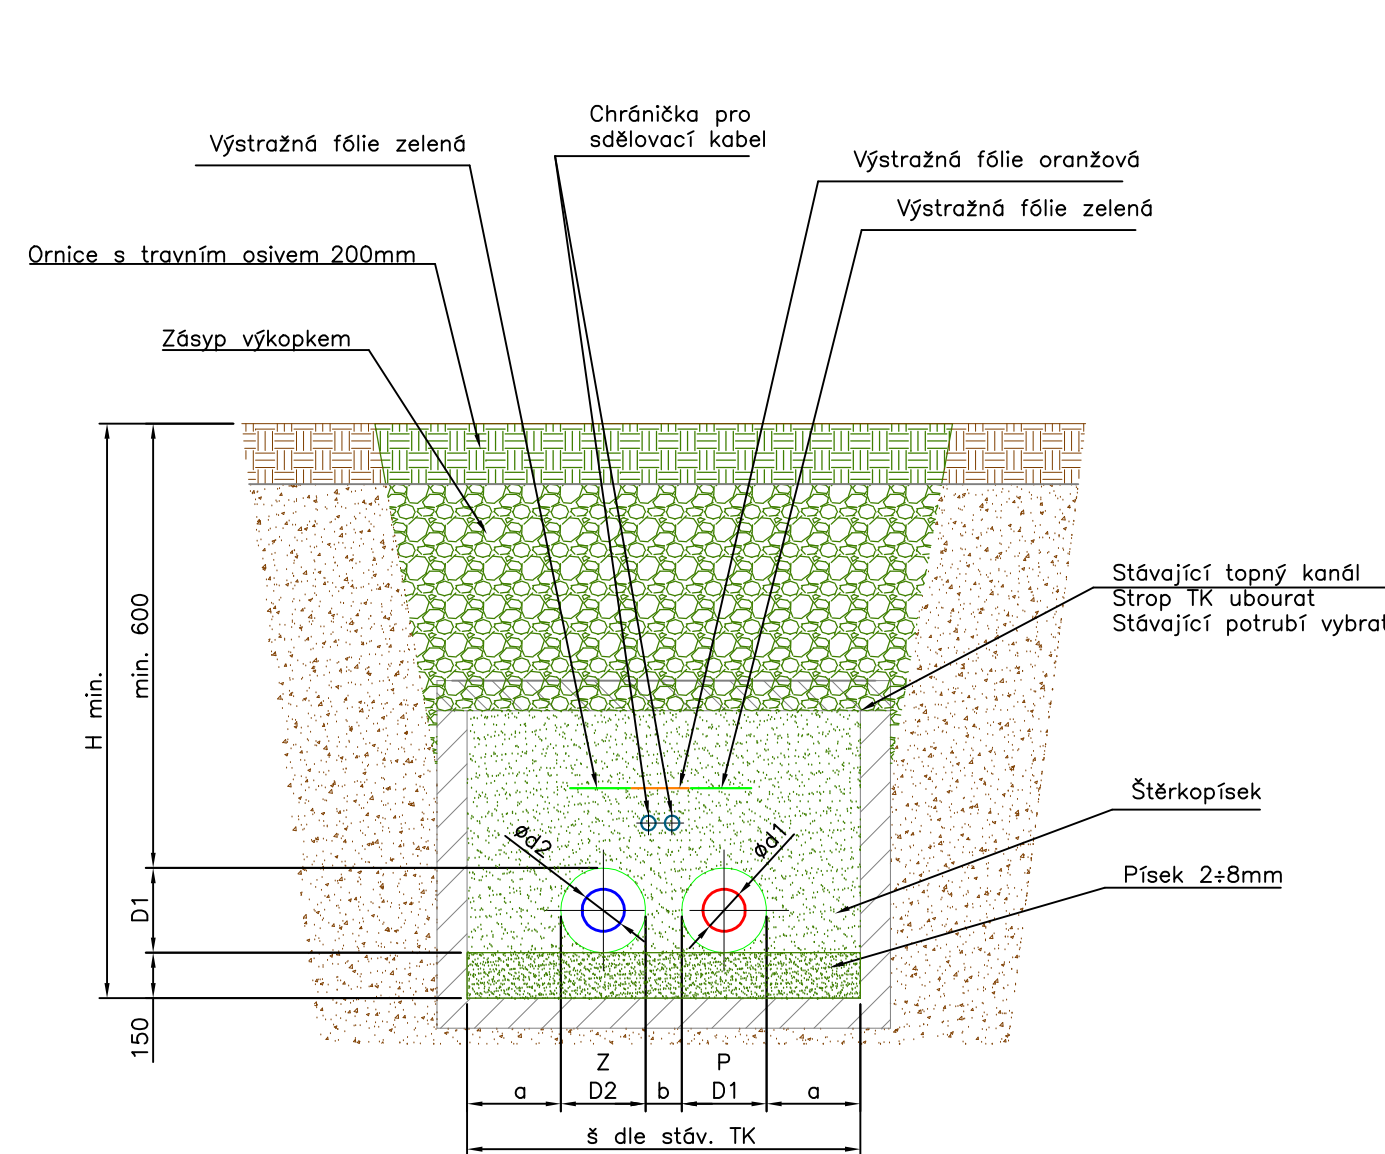 Chránička pro
sdělovací kabel
Výstražná fólie zelená
Výstražná fólie oranžová
Výstražná fólie zelená
Ornice s travním osivem 200mm
Zásyp výkopkem
Stávající topný kanál
Strop TK ubourat
Stávající potrubí vybrat
min. 600
H min.
Štěrkopísek
ød2
ød1
Písek 2÷8mm
D1
150
Z
P
a
D2
b
D1
a
š dle stáv. TK